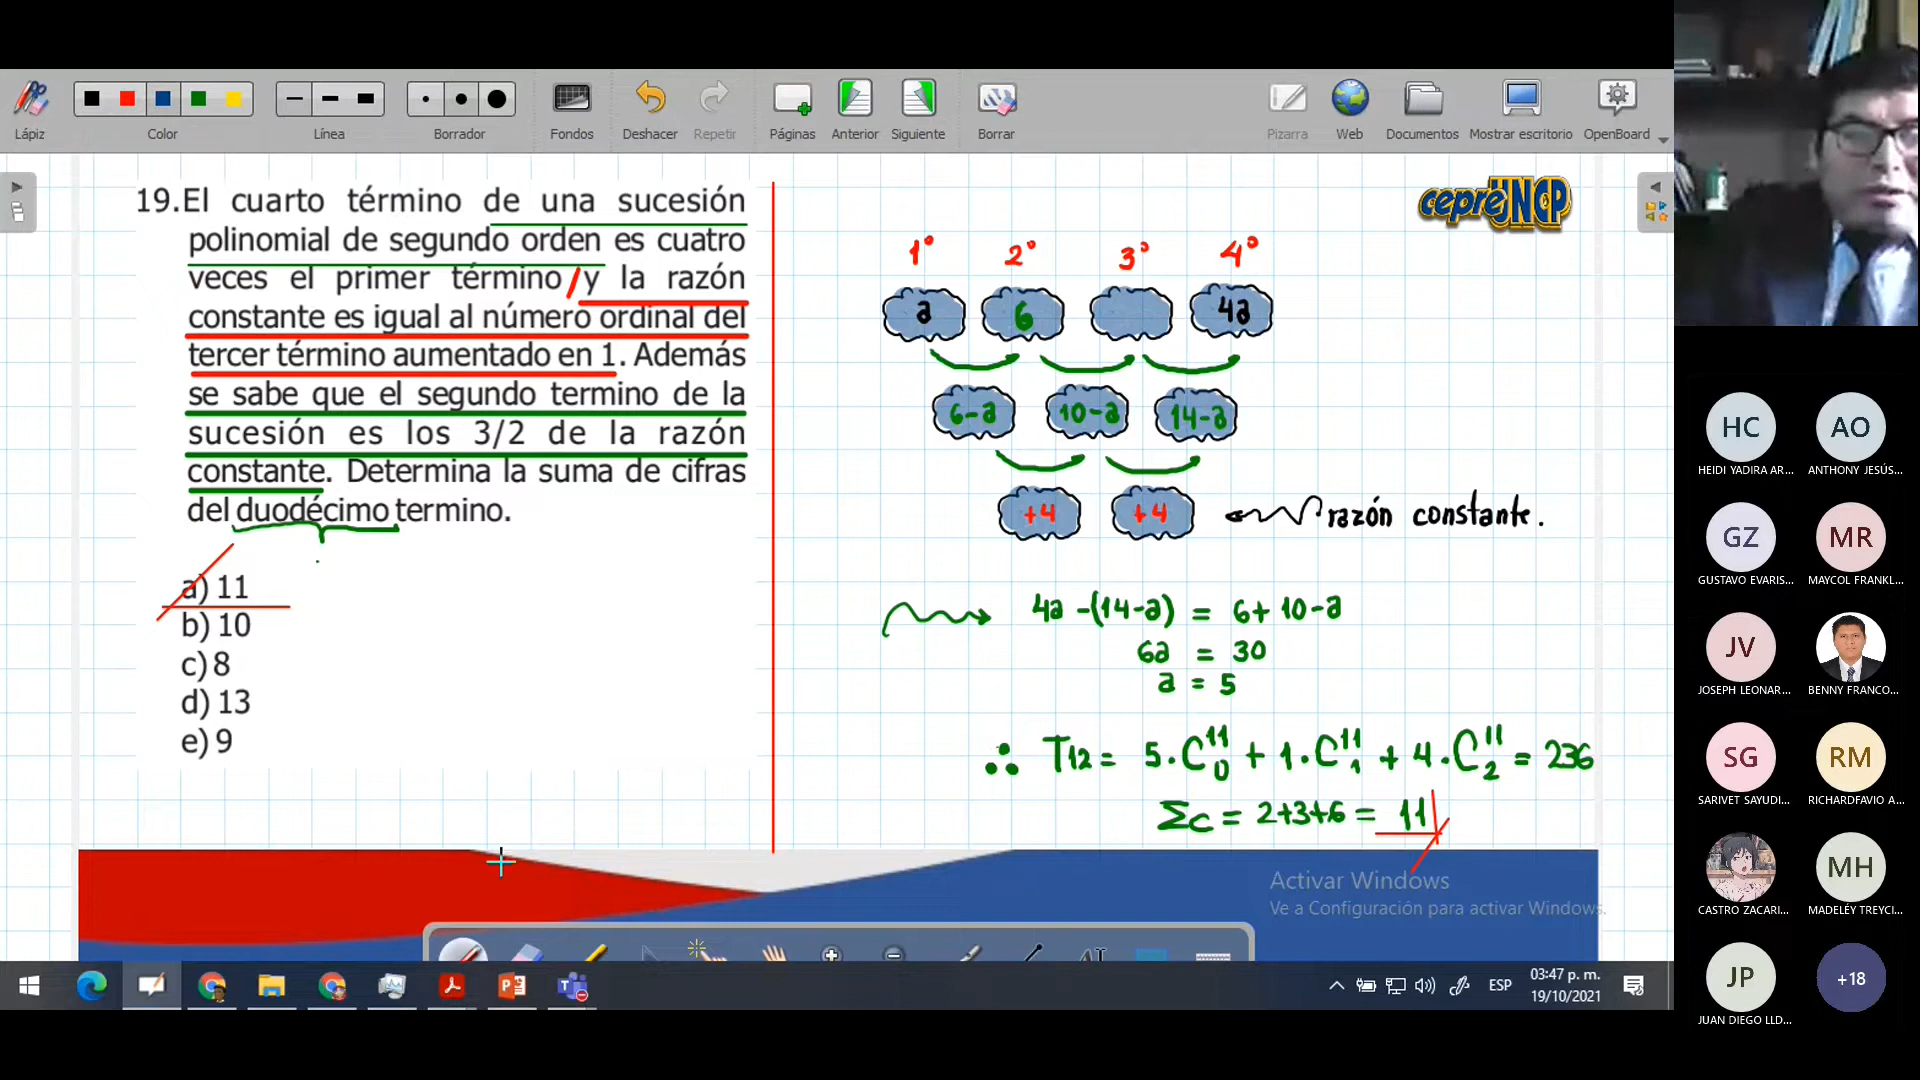 Lápiz
Color
Línea
Borrador
Fondos
Deshacer
Repetir
Páginas
Anterior
Siguiente
Borrar
Pizarra
Web
Documentos
Mostrar escritorio
OpenBoard
19.El cuarto término de una sucesión
polinomial de segundo orden es cuatro
veces el primer término / y la razón
constante es igual al número ordinal del
tercer término aumentado en 1. Además
se sabe que el segundo termino de la
sucesión es los 3/2 de la razón
constante. Determina la suma de cifras
del duodécimo termino.
a) 11
b) 10
c) 8
d) 13
e) 9
cepreUNCP
1° 2° 3° 4°
a 6 4a
6-a 10-a 14-a
+4 +4 razón constante.
4a -(14-a) = 6+10-a
6a = 30
a = 5
∴ T12 = 5·C¹¹₀ + 1·C¹¹₁ + 4·C¹¹₂ = 236
Σc = 2+3+6 = 11
Activar Windows
Ve a Configuración para activar Windows.
ESP
03:47 p. m.
19/10/2021
HC
HEIDI YADIRA AR...
AO
ANTHONY JESÚS...
GZ
GUSTAVO EVARIS...
MR
MAYCOL FRANKL...
JV
JOSEPH LEONAR...
BENNY FRANCO...
SG
SARIVET SAYUDI...
RM
RICHARDFAVIO A...
CASTRO ZACARI...
MH
MADELÉY TREYCI...
JP
JUAN DIEGO LLD...
+18